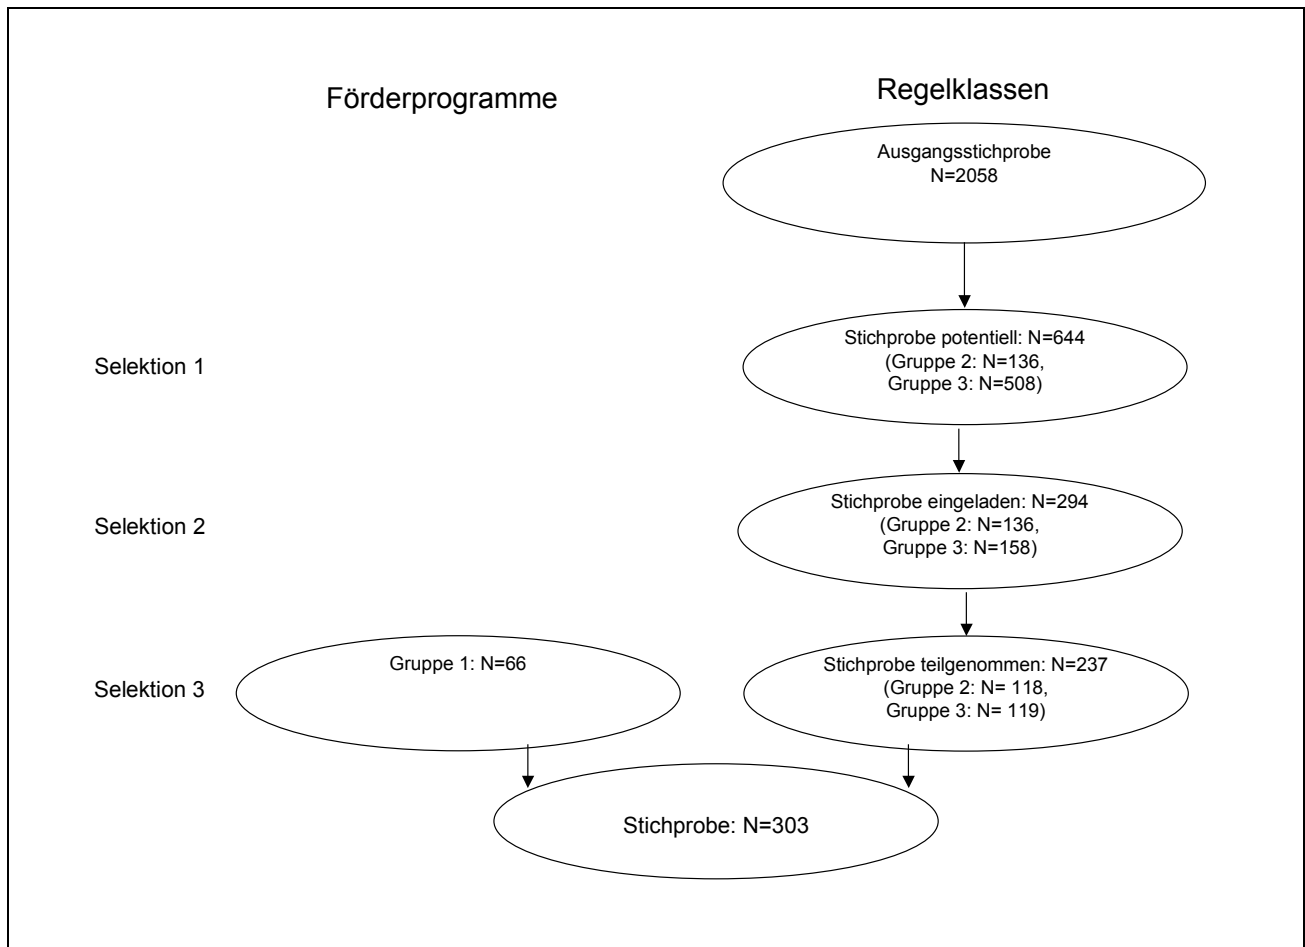 Förderprogramme
Regelklassen
Ausgangsstichprobe
N=2058
Selektion 1
Stichprobe potentiell: N=644
(Gruppe 2: N=136,
Gruppe 3: N=508)
Selektion 2
Stichprobe eingeladen: N=294
(Gruppe 2: N=136,
Gruppe 3: N=158)
Selektion 3
Gruppe 1: N=66
Stichprobe teilgenommen: N=237
(Gruppe 2: N= 118,
Gruppe 3: N= 119)
Stichprobe: N=303